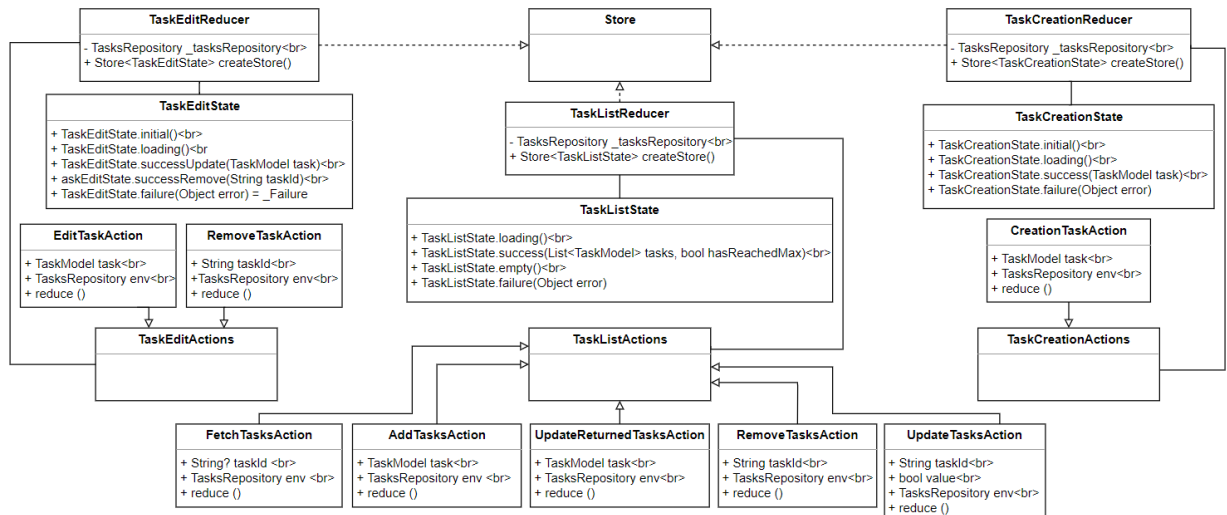 TaskEditReducer
- TasksRepository _tasksRepository<br>
+ Store<TaskEditState> createStore()
Store
TaskCreationReducer
- TasksRepository _tasksRepository<br>
+ Store<TaskCreationState> createStore()
TaskEditState
+ TaskEditState.initial()<br>
+ TaskEditState.loading()<br
+ TaskEditState.successUpdate(TaskModel task)<br>
+ askEditState.successRemove(String taskId)<br>
+ TaskEditState.failure(Object error) = _Failure
TaskListReducer
- TasksRepository _tasksRepository<br>
+ Store<TaskListState> createStore()
TaskCreationState
+ TaskCreationState.initial()<br>
+ TaskCreationState.loading()<br>
+ TaskCreationState.success(TaskModel task)<br>
+ TaskCreationState.failure(Object error)
TaskListState
+ TaskListState.loading()<br>
+ TaskListState.success(List<TaskModel> tasks, bool hasReachedMax)<br>
+ TaskListState.empty()<br>
+ TaskListState.failure(Object error)
EditTaskAction
+ TaskModel task<br>
+ TasksRepository env<br>
+ reduce ()
RemoveTaskAction
+ String taskId<br>
+TasksRepository env<br>
+ reduce ()
CreationTaskAction
+ TaskModel task<br>
+ TasksRepository env<br>
+ reduce ()
TaskEditActions
TaskListActions
TaskCreationActions
FetchTasksAction
+ String? taskId <br>
+ TasksRepository env <br>
+ reduce ()
AddTasksAction
+ TaskModel task<br>
+ TasksRepository env <br>
+ reduce ()
UpdateReturnedTasksAction
+ TaskModel task<br>
+ TasksRepository env<br>
+ reduce ()
RemoveTasksAction
+ String taskId<br>
+ TasksRepository env<br>
+ reduce ()
UpdateTasksAction
+ String taskId<br>
+ bool value<br>
+ TasksRepository env<br>
+ reduce ()